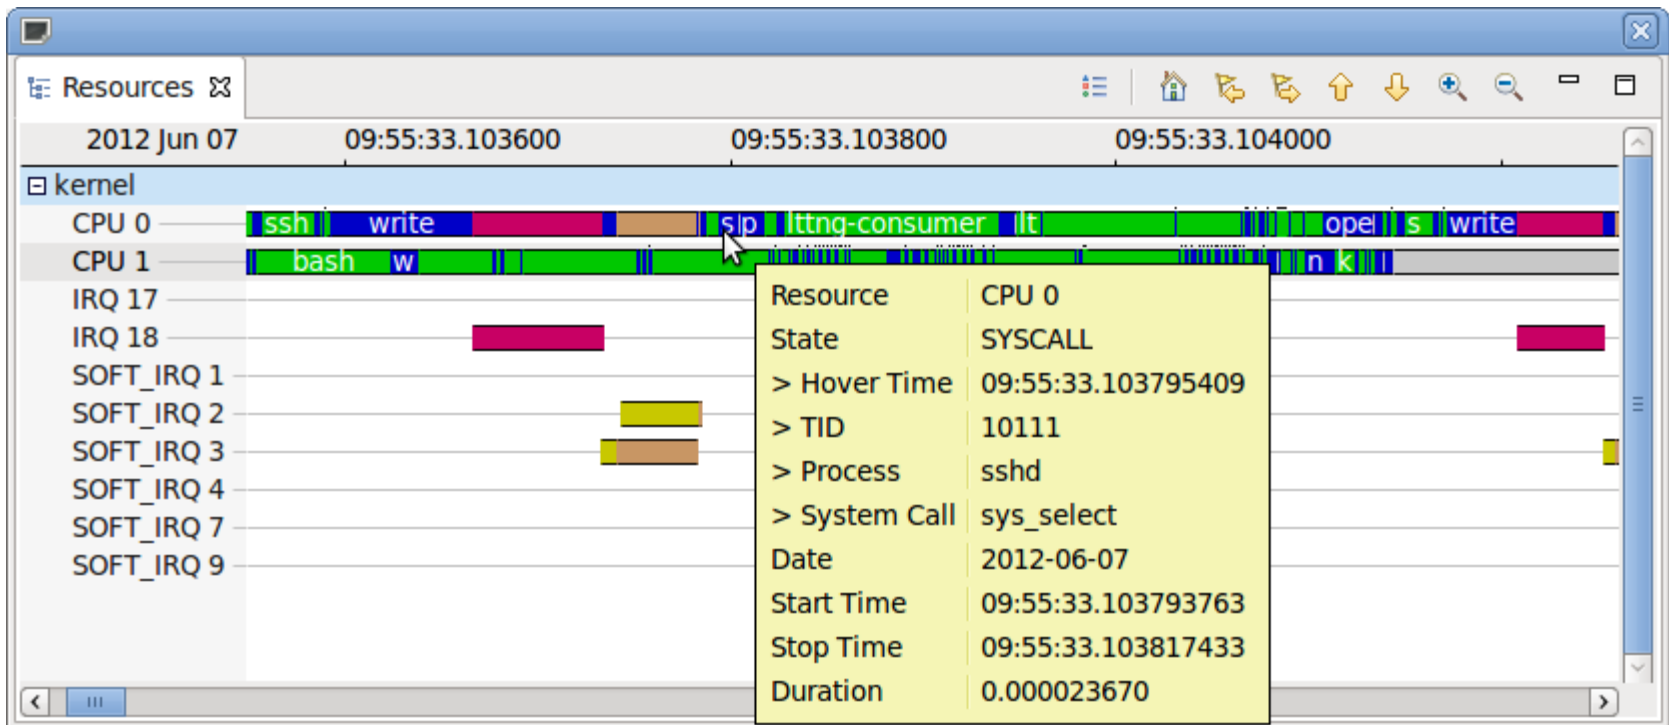 Resources
2012 Jun 07 09:55:33.103600 09:55:33.103800 09:55:33.104000
kernel
CPU 0 ssh write s p lttng-consumer lt ope s write
CPU 1 bash w n k
IRQ 17
IRQ 18
SOFT_IRQ 1
SOFT_IRQ 2
SOFT_IRQ 3
SOFT_IRQ 4
SOFT_IRQ 7
SOFT_IRQ 9
Resource CPU 0
State SYSCALL
> Hover Time 09:55:33.103795409
> TID 10111
> Process sshd
> System Call sys_select
Date 2012-06-07
Start Time 09:55:33.103793763
Stop Time 09:55:33.103817433
Duration 0.000023670